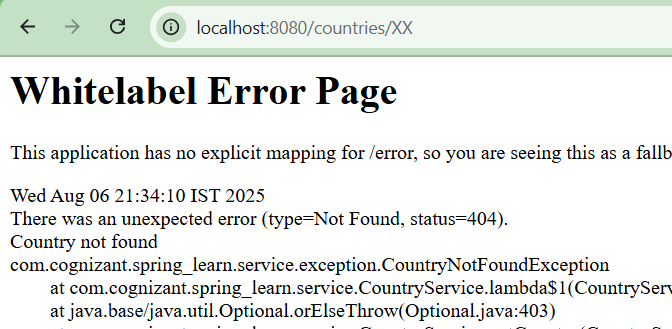 localhost:8080/countries/XX
Whitelabel Error Page
This application has no explicit mapping for /error, so you are seeing this as a fallb
Wed Aug 06 21:34:10 IST 2025
There was an unexpected error (type=Not Found, status=404).
Country not found
com.cognizant.spring_learn.service.exception.CountryNotFoundException
at com.cognizant.spring_learn.service.CountryService.lambda$1(CountryServ
at java.base/java.util.Optional.orElseThrow(Optional.java:403)